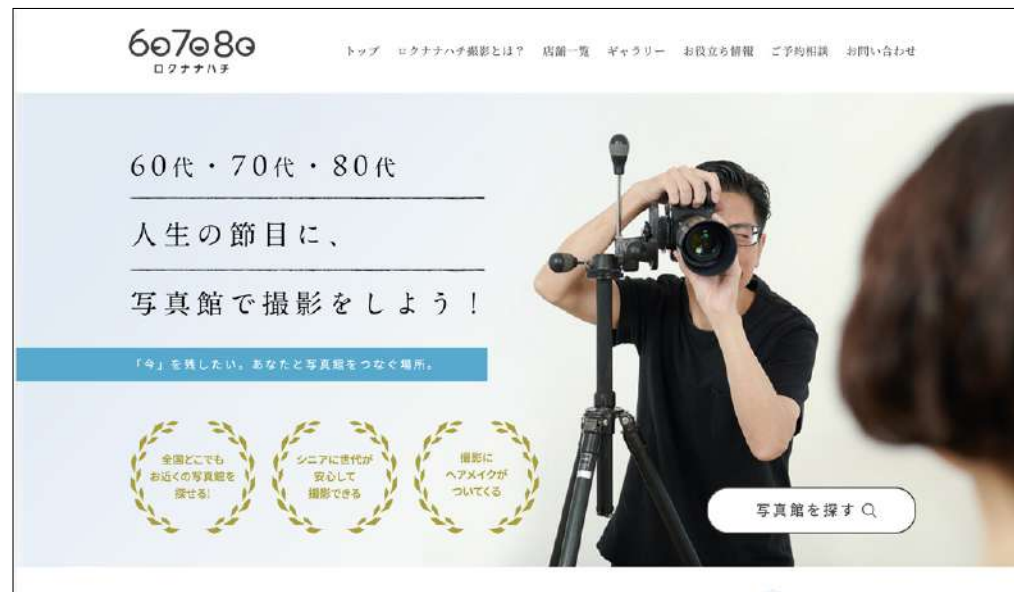 607080
ロクナナハチ
トップ ロクナナハチ撮影とは? 店舗一覧 ギャラリー お役立ち情報 ご予約相談 お問い合わせ
60代・70代・80代
人生の節目に、
写真館で撮影をしよう!
「今」を残したい。あなたと写真館をつなぐ場所。
全国どこでも
お近くの写真館を
探せる!
シニアに世代が
安心して
撮影できる
撮影に
ヘアメイクが
ついてくる
写真館を探す